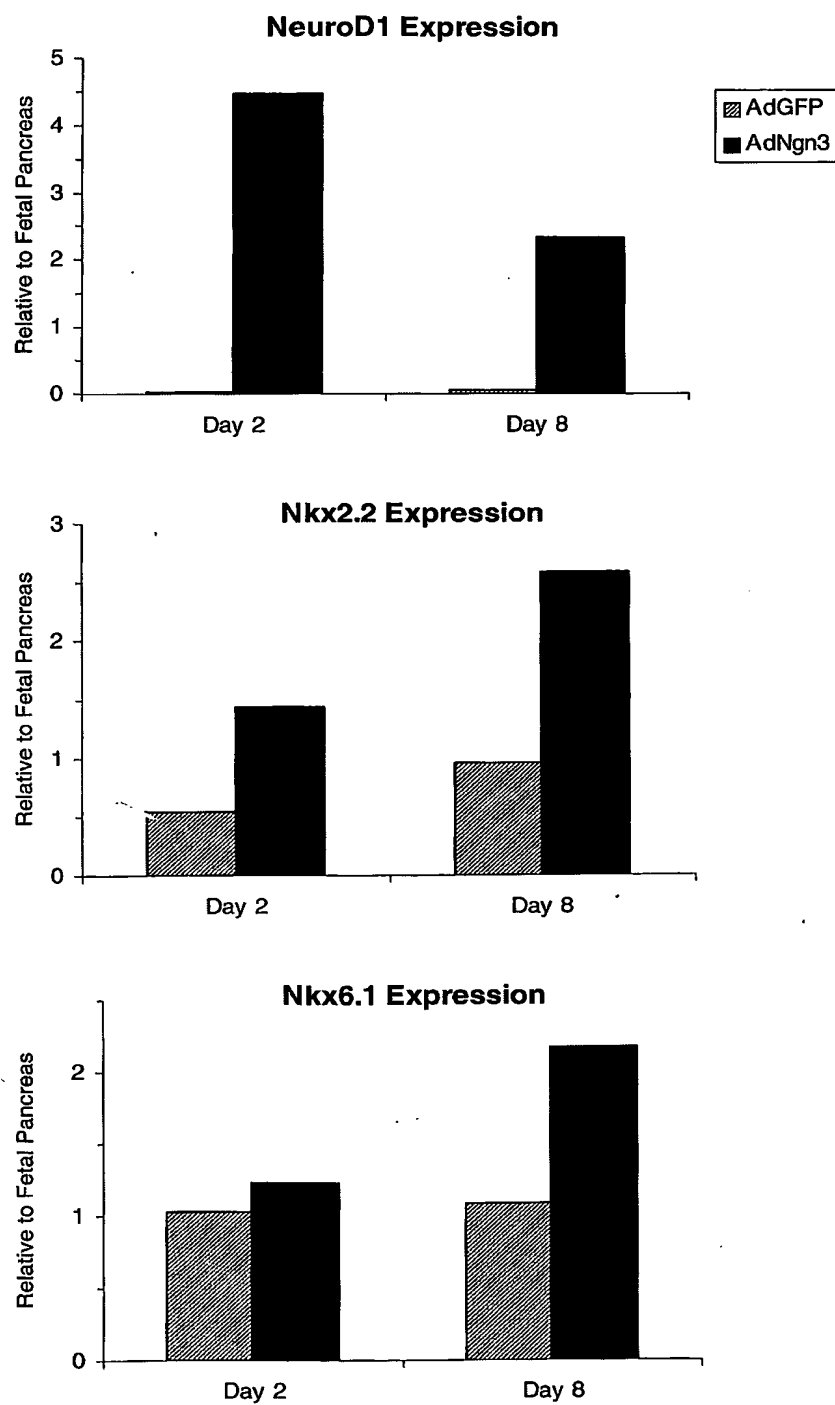 NeuroD1 Expression
5
4
3
2
1
0
Relative to Fetal Pancreas
Day 2
Day 8
AdGFP
AdNgn3
Nkx2.2 Expression
3
2
1
0
Relative to Fetal Pancreas
Day 2
Day 8
Nkx6.1 Expression
2
1
0
Relative to Fetal Pancreas
Day 2
Day 8